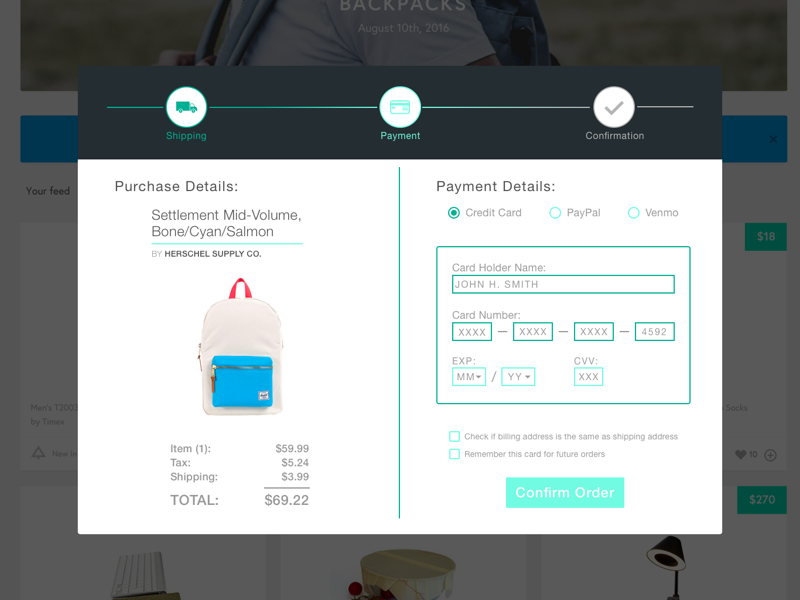 BACKPACKS
August 10th, 2016
Shipping
Payment
Confirmation
Your feed
Purchase Details:
Settlement Mid-Volume,
Bone/Cyan/Salmon
BY HERSCHEL SUPPLY CO.
Item (1): $59.99
Tax: $5.24
Shipping: $3.99
TOTAL: $69.22
Payment Details:
Credit Card
PayPal
Venmo
Card Holder Name:
JOHN H. SMITH
Card Number:
XXXX — XXXX — XXXX — 4592
EXP: CVV:
MM / YY XXX
Check if billing address is the same as shipping address
Remember this card for future orders
Confirm Order
$18
Men's T2003
by Timex
New In
Socks
10
$270